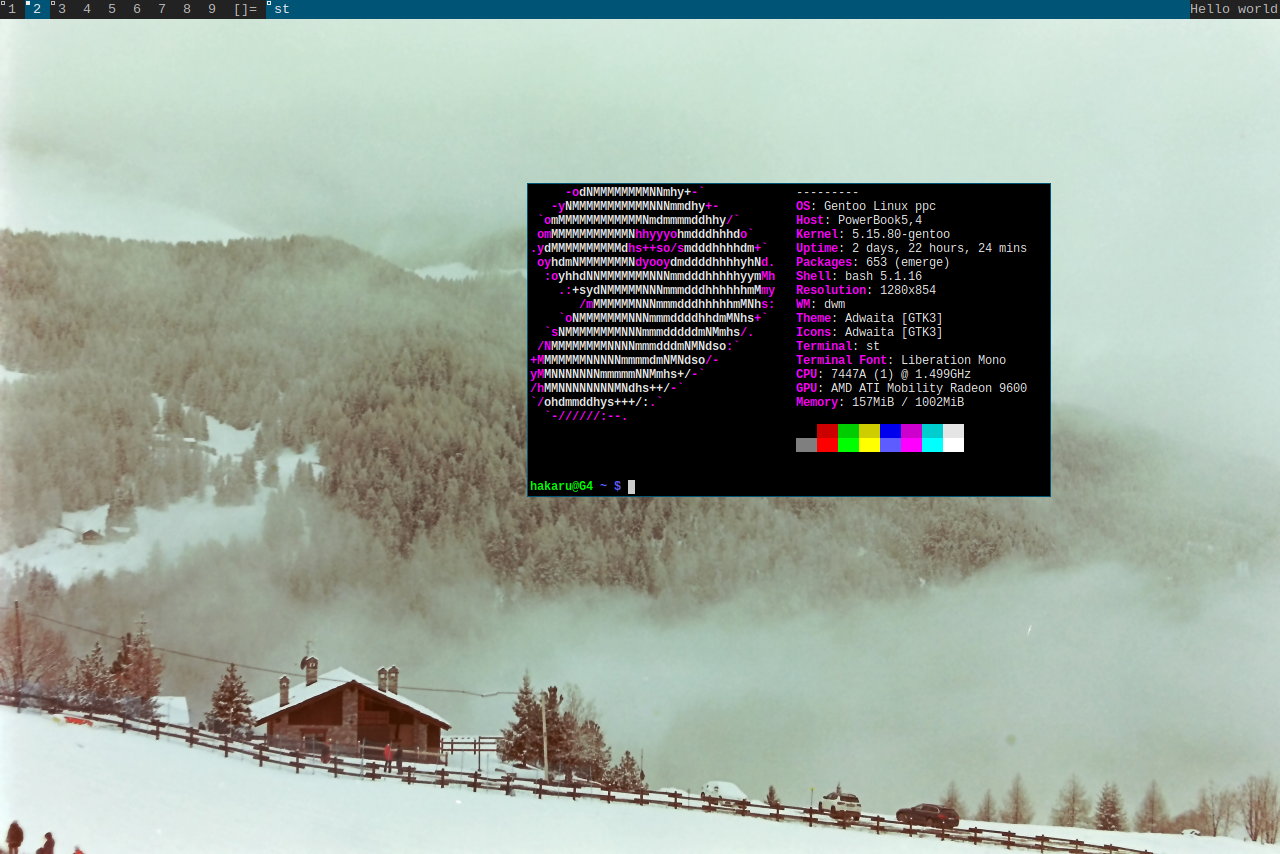 1 2 3 4 5 6 7 8 9 []= st Hello world
-odNMMMMMMMMNNmhy+-` ---------
-yNMMMMMMMMMMMNNNmmdhy+- OS: Gentoo Linux ppc
`omMMMMMMMMMMMMNmdmmmmddhhy/` Host: PowerBook5,4
omMMMMMMMMMMMNhhyyyohmdddhhhdo` Kernel: 5.15.80-gentoo
.ydMMMMMMMMMMdhs++so/smdddhhhhdm+` Uptime: 2 days, 22 hours, 24 mins
oyhdmNMMMMMMMNdyooydmddddhhhhyhNd. Packages: 653 (emerge)
:oyhhdNNMMMMMMMNNNmmdddhhhhhyymMh Shell: bash 5.1.16
.:+sydNMMMMMNNNmmmdddhhhhhhmMmy Resolution: 1280x854
/mMMMMMMNNNmmmdddhhhhhmMNhs: WM: dwm
`oNMMMMMMMNNNmmmddddhhdmMNhs+` Theme: Adwaita [GTK3]
`sNMMMMMMMMNNNmmmdddddmNMmhs/. Icons: Adwaita [GTK3]
/NMMMMMMMMNNNNmmmdddmNMNdso:` Terminal: st
+MMMMMMMNNNNNmmmmdmNMNdso/- Terminal Font: Liberation Mono
yMMNNNNNNNmmmmmNNMmhs+/-` CPU: 7447A (1) @ 1.499GHz
/hMMNNNNNNNNMNdhs++/-` GPU: AMD ATI Mobility Radeon 9600
`/ohdmmddhys+++/:.` Memory: 157MiB / 1002MiB
`-//////:--.
hakaru@G4 ~ $